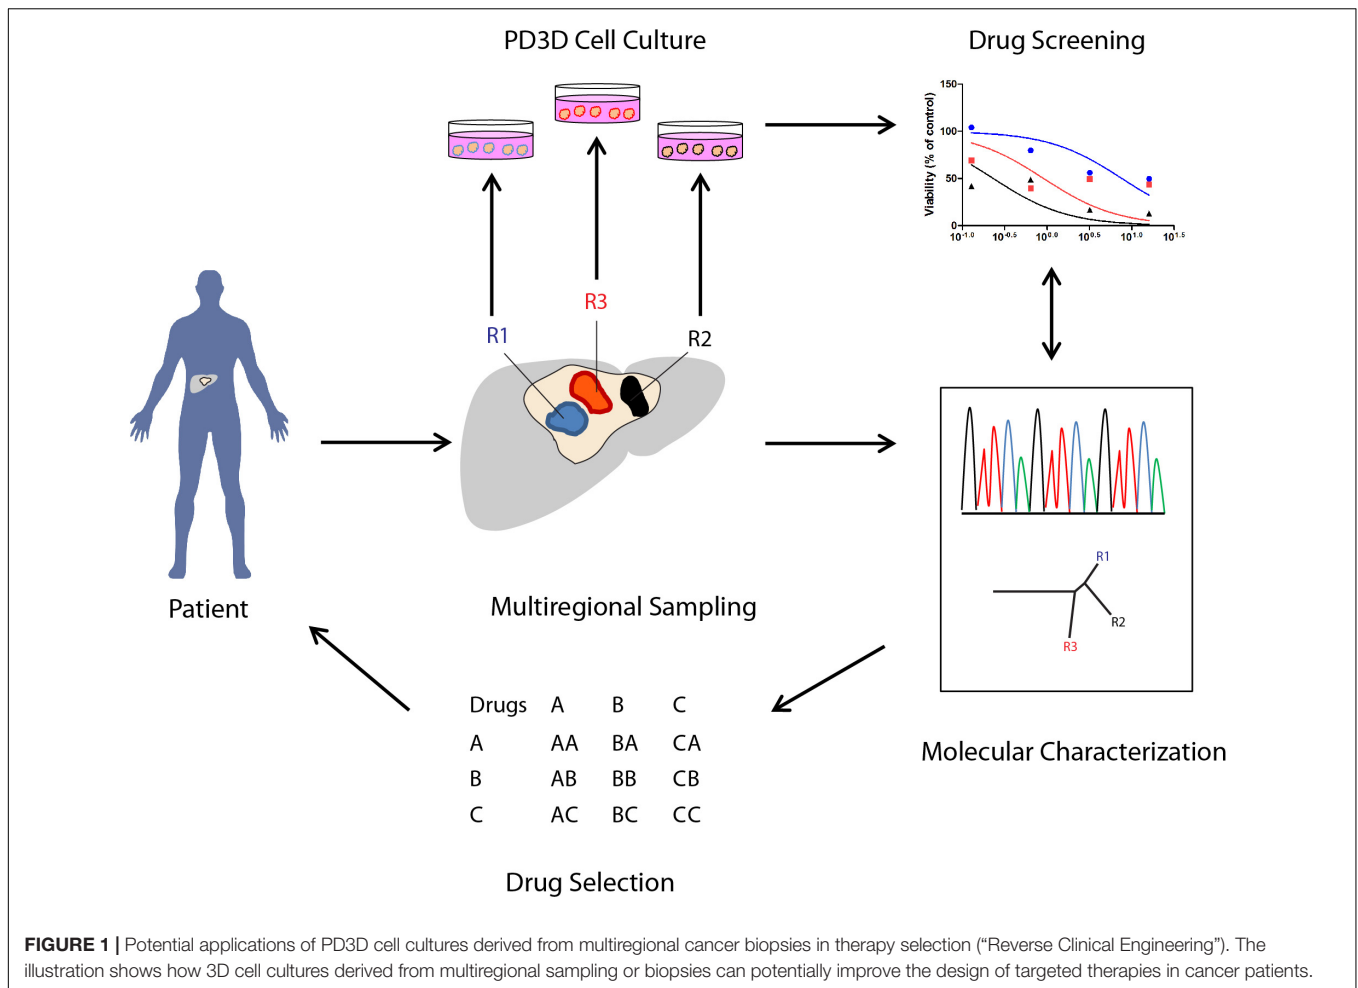 PD3D Cell Culture
Drug Screening
Viability (% of control)
150
100
50
0
10-1.0 10-0.5 100.0 100.5 101.0 101.5
R1
R3
R2
Patient
Multiregional Sampling
R1
R2
R3
Molecular Characterization
Drugs A B C
A AA BA CA
B AB BB CB
C AC BC CC
Drug Selection
FIGURE 1 | Potential applications of PD3D cell cultures derived from multiregional cancer biopsies in therapy selection (“Reverse Clinical Engineering”). The
illustration shows how 3D cell cultures derived from multiregional sampling or biopsies can potentially improve the design of targeted therapies in cancer patients.